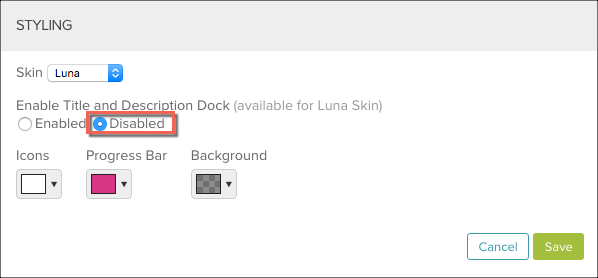 STYLING
Skin Luna
Enable Title and Description Dock (available for Luna Skin)
Enabled Disabled
Icons Progress Bar Background
Cancel Save